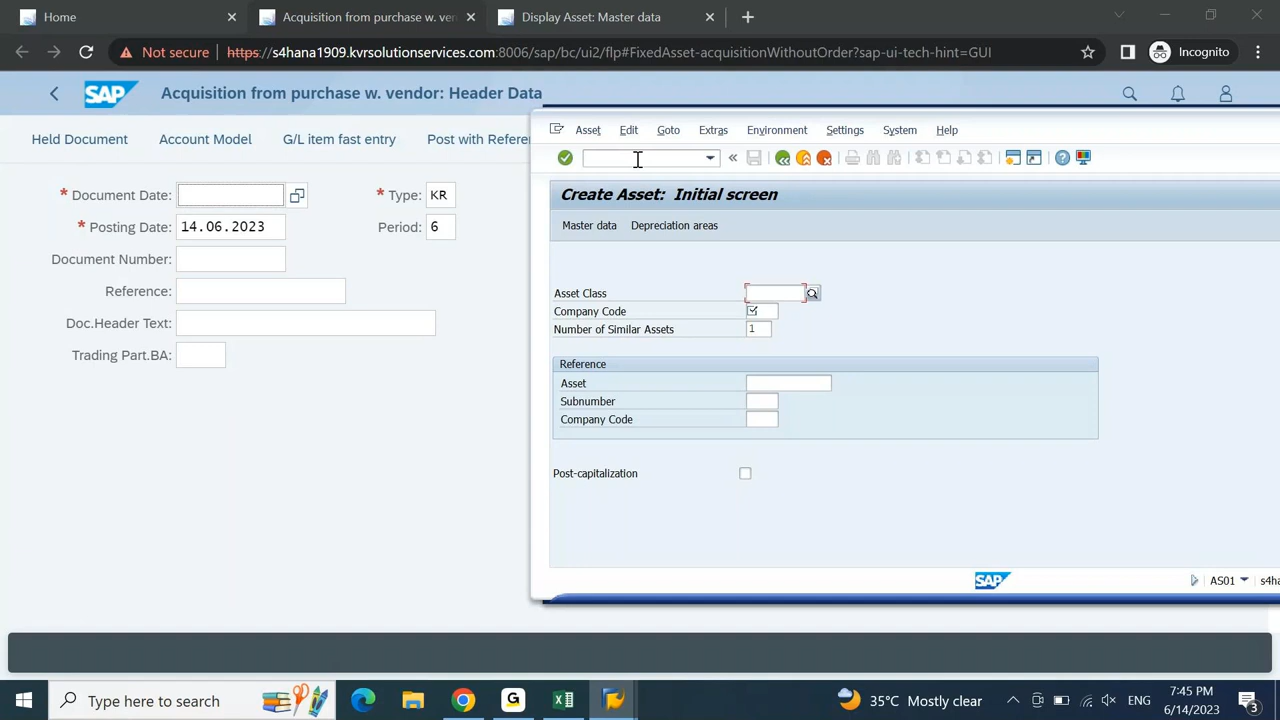 Home
Acquisition from purchase w. ven
Display Asset: Master data
Not secure https://s4hana1909.kvrsolutionservices.com:8006/sap/bc/ui2/flp#FixedAsset-acquisitionWithoutOrder?sap-ui-tech-hint=GUI
Incognito
SAP Acquisition from purchase w. vendor: Header Data
Held Document Account Model G/L item fast entry Post with Refere
* Document Date: * Type: KR
* Posting Date: 14.06.2023 Period: 6
Document Number:
Reference:
Doc.Header Text:
Trading Part.BA:
Asset Edit Goto Extras Environment Settings System Help
Create Asset: Initial screen
Master data Depreciation areas
Asset Class
Company Code
Number of Similar Assets 1
Reference
Asset
Subnumber
Company Code
Post-capitalization
SAP AS01 s4ha
Type here to search
35°C Mostly clear
ENG
7:45 PM
6/14/2023
3